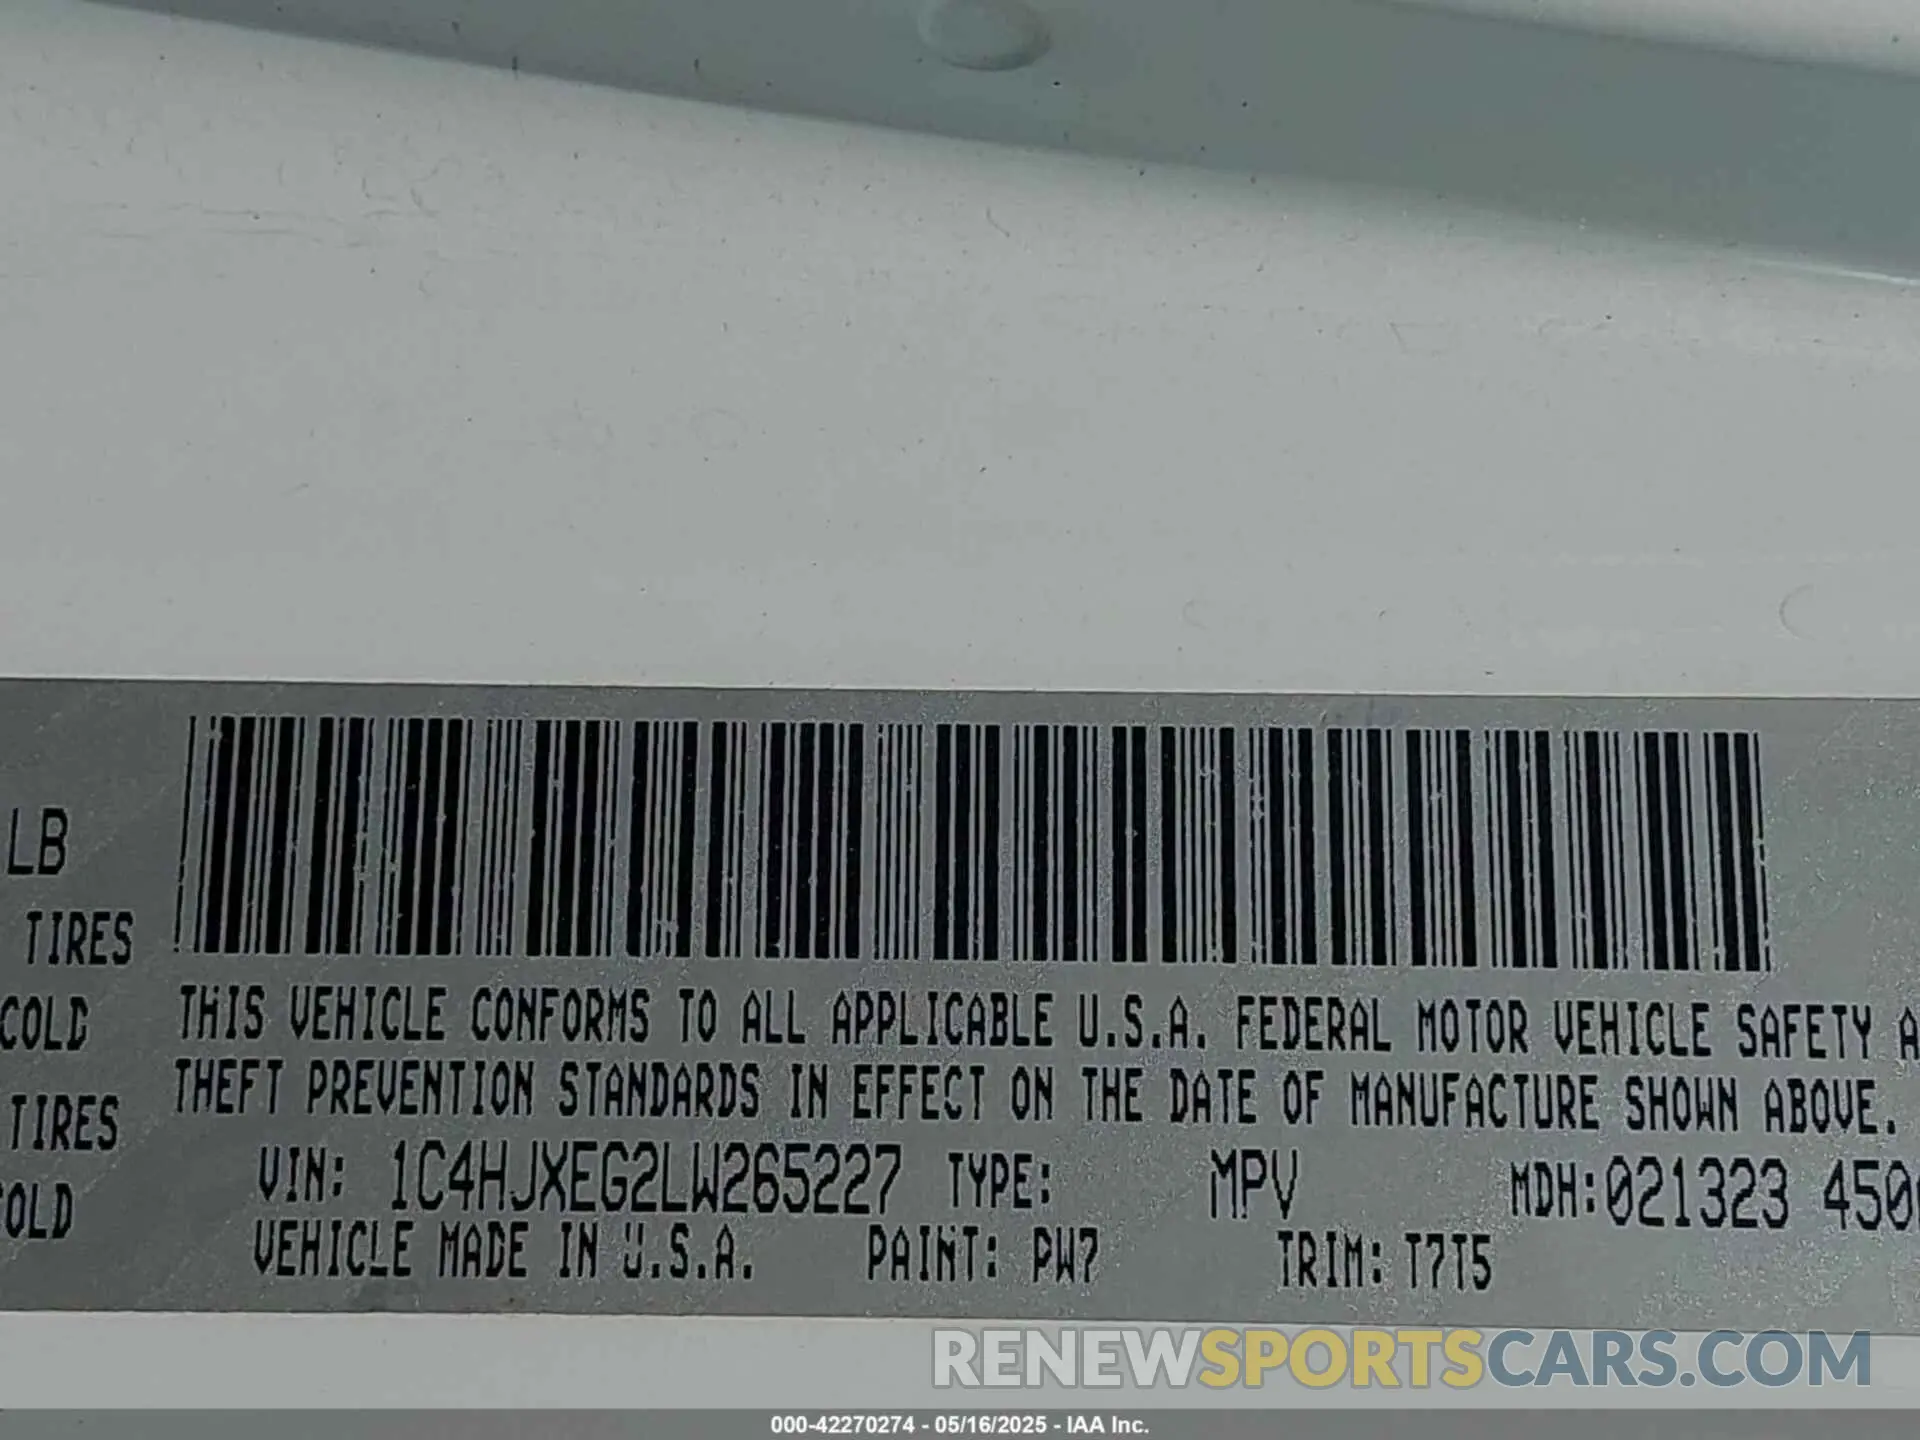 LB
TIRES
COLD
TIRES
COLD
THIS VEHICLE CONFORMS TO ALL APPLICABLE U.S.A. FEDERAL MOTOR VEHICLE SAFETY A
THEFT PREVENTION STANDARDS IN EFFECT ON THE DATE OF MANUFACTURE SHOWN ABOVE.
VIN: 1C4HJXEG2LW265227 TYPE: MPV MDH:021323 450
VEHICLE MADE IN U.S.A. PAINT: PW7 TRIM: T7T5
RENEWSPORTSCARS.COM
000-42270274 - 05/16/2025 - IAA Inc.